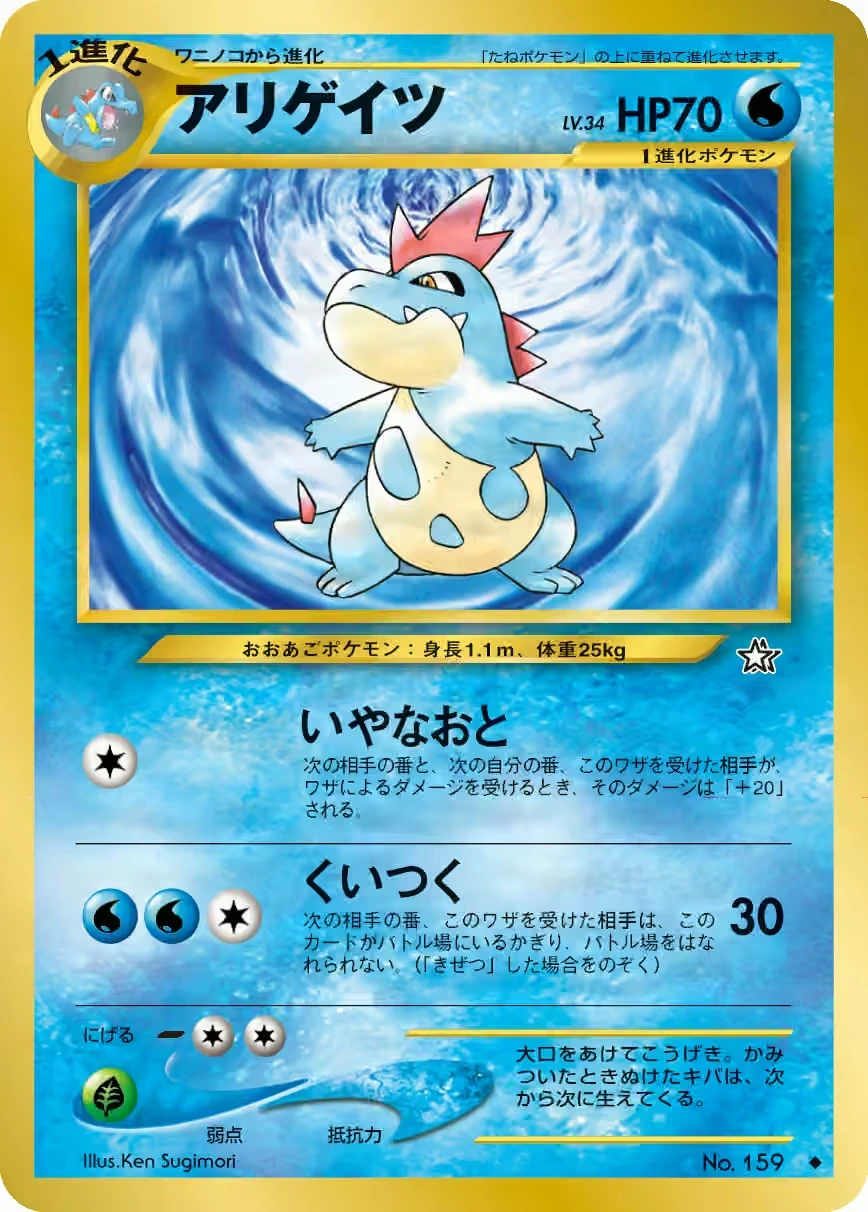 1進化
ワニノコから進化
「たねポケモン」の上に重ねて進化させます。
アリゲイツ
LV.34 HP70
1進化ポケモン
おおあごポケモン：身長1.1m、体重25kg
いやなおと
次の相手の番と、次の自分の番、このワザを受けた相手が、
ワザによるダメージを受けるとき、そのダメージは「＋20」
される。
くいつく
30
次の相手の番、このワザを受けた相手は、この
カードがバトル場にいるかぎり、バトル場をはな
れられない。（「きぜつ」した場合をのぞく）
にげる
大口をあけてこうげき。かみ
ついたときぬけたキバは、次
から次に生えてくる。
弱点
抵抗力
Illus.Ken Sugimori
No. 159